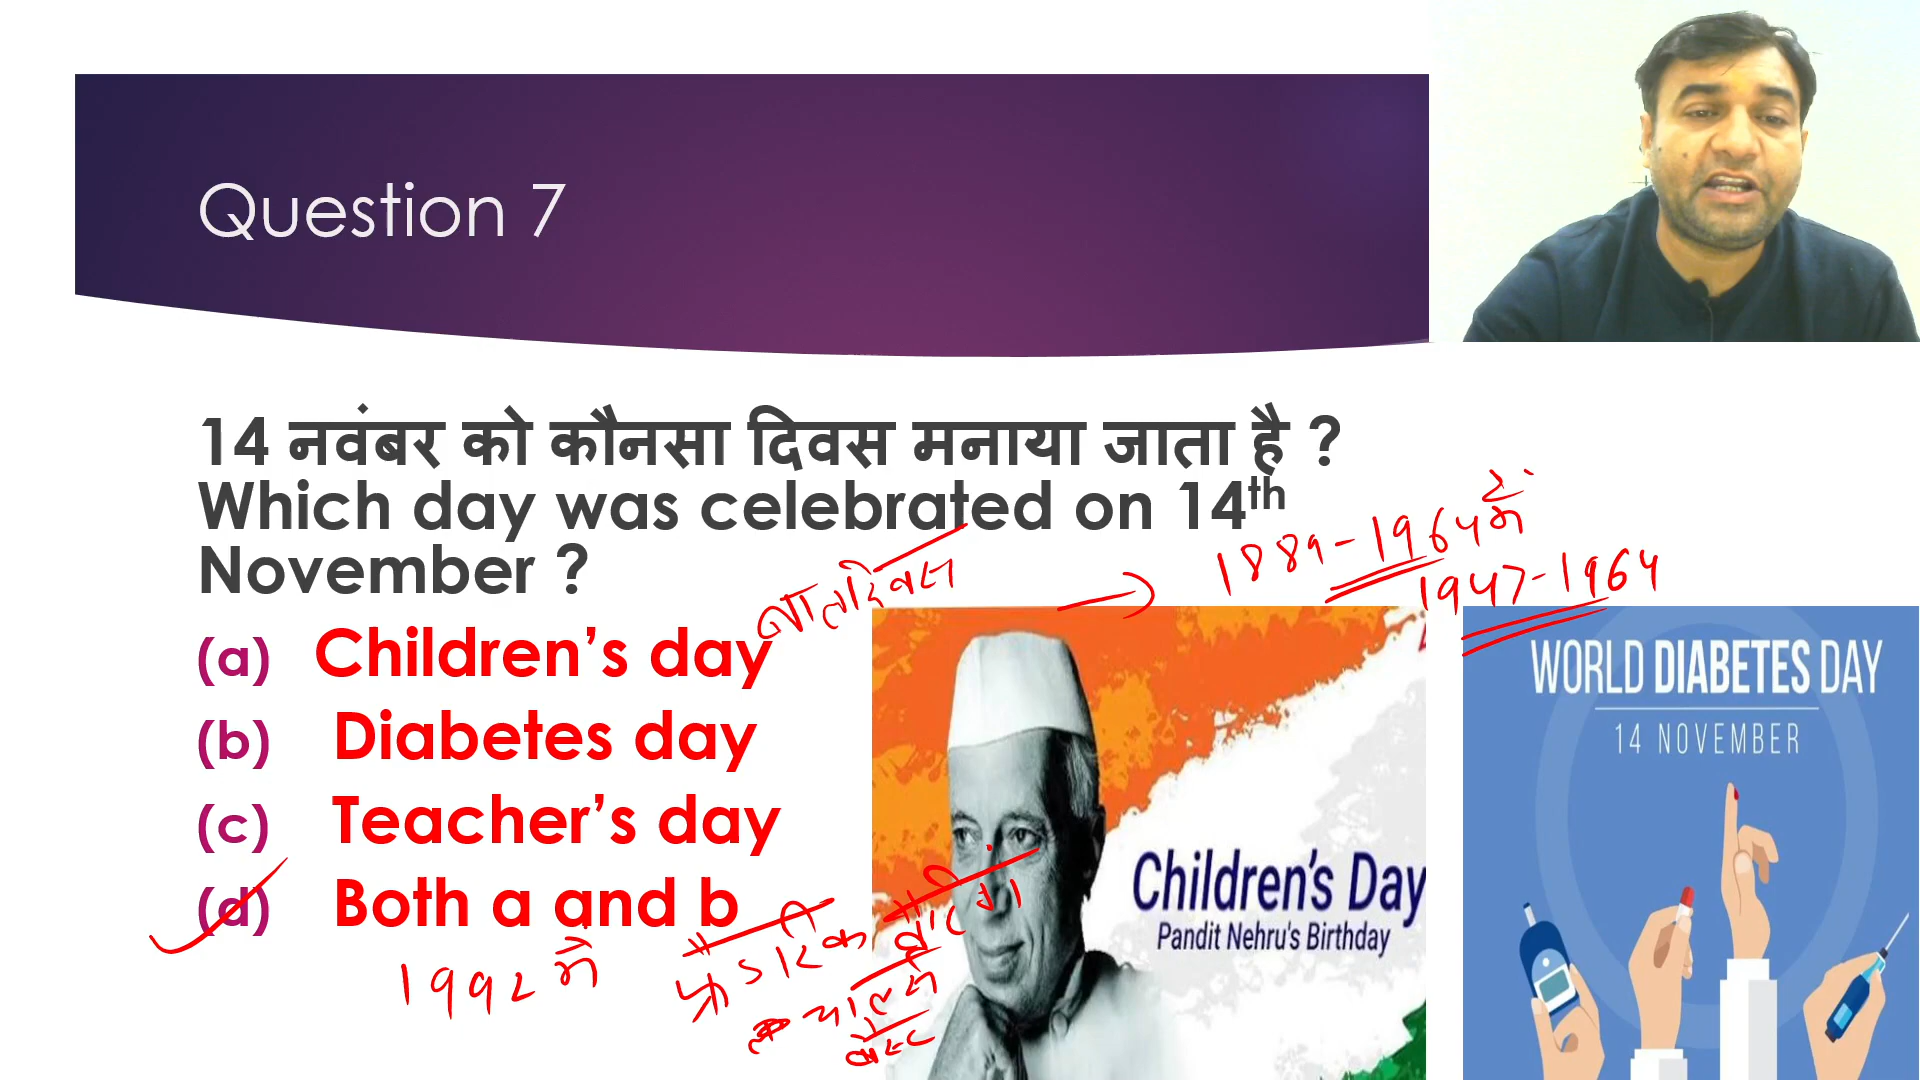 Question 7
14 नवंबर को कौनसा दिवस मनाया जाता है ?
Which day was celebrated on 14th
November ?
(a) Children’s day
(b) Diabetes day
(c) Teacher’s day
(d) Both a and b
बालदिवस
1889-1964 में
1947-1964
Children's Day
Pandit Nehru's Birthday
WORLD DIABETES DAY
14 NOVEMBER
फ्रेडरिक बैंटिंग
चार्ल्स
बेस्ट